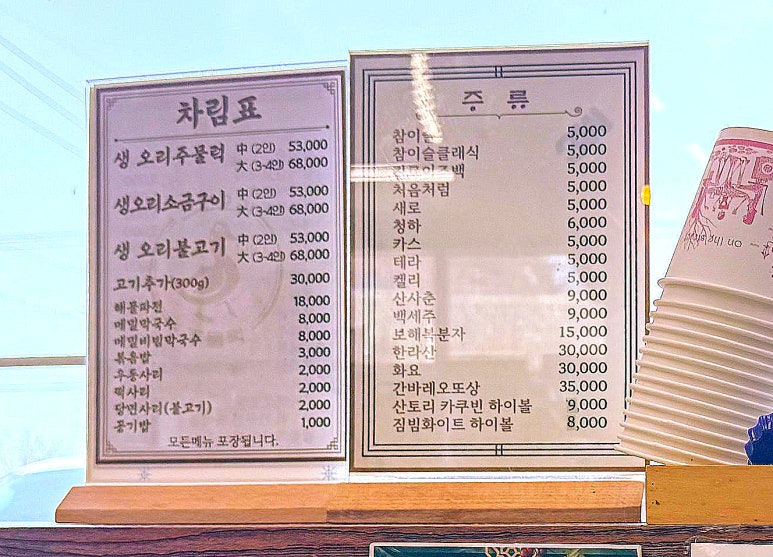 차림표
생 오리주물럭 中 (2인) 53,000
大 (3-4인) 68,000
생오리소금구이 中 (2인) 53,000
大 (3-4인) 68,000
생 오리불고기 中 (2인) 53,000
大 (3-4인) 68,000
고기추가(300g) 30,000
해물파전 18,000
메밀막국수 8,000
메밀비빔막국수 8,000
볶음밥 3,000
우동사리 2,000
떡사리 2,000
당면사리(불고기) 2,000
공기밥 1,000
모든메뉴 포장됩니다.
주 류
참이슬 5,000
참이슬클래식 5,000
5,000
처음처럼 5,000
새로 5,000
청하 6,000
카스 5,000
테라 5,000
켈리 5,000
산사춘 9,000
백세주 9,000
보해복분자 15,000
한라산 30,000
화요 30,000
간바레오또상 35,000
산토리 카쿠빈 하이볼 9,000
짐빔화이트 하이볼 8,000
on the